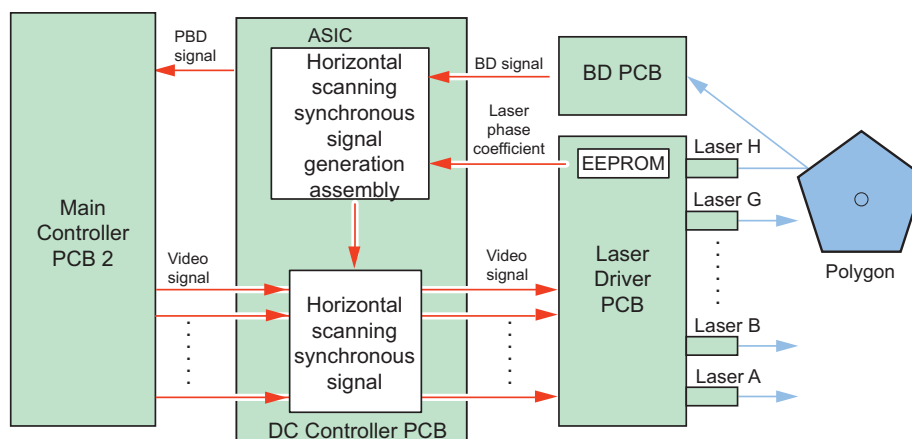 PBD
signal
ASIC
Horizontal
scanning
synchronous
signal
generation
assembly
BD signal
BD PCB
Laser
phase
coefficient
EEPROM
Laser H
Laser G
Polygon
Main
Controller
PCB 2
Laser
Driver
PCB
Video
signal
Horizontal
scanning
synchronous
signal
Video
signal
Laser B
Laser A
DC Controller PCB